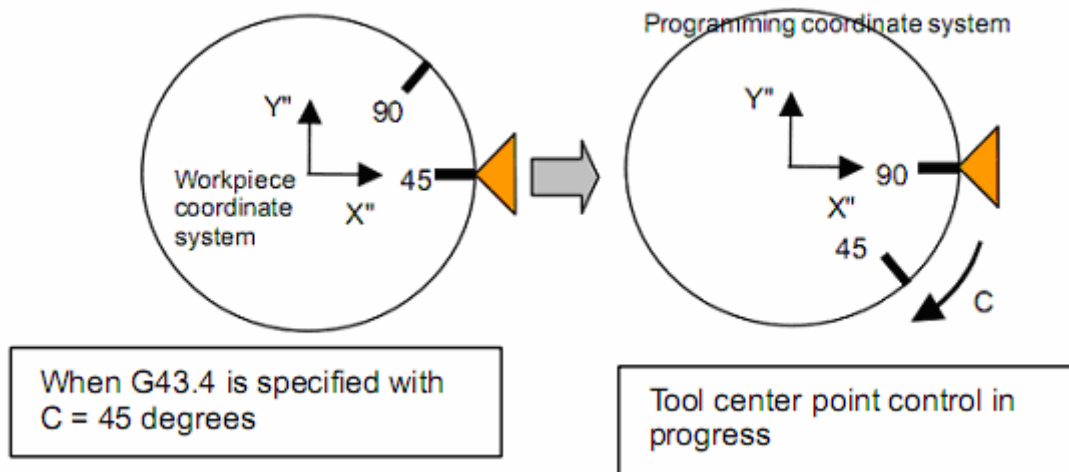 Programming coordinate system
Y"
90
45
X"
Workpiece
coordinate
system
Y"
90
X"
45
C
When G43.4 is specified with
C = 45 degrees
Tool center point control in
progress